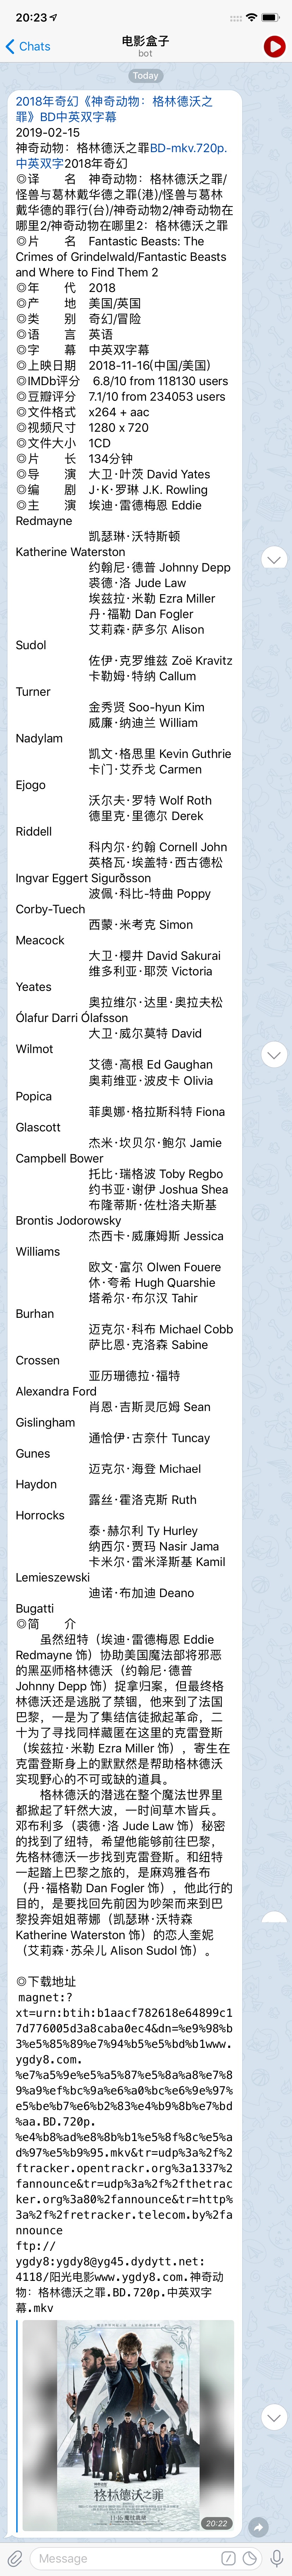 20:23
Chats
电影盒子
bot
Today
2018年奇幻《神奇动物：格林德沃之
罪》BD中英双字幕
2019-02-15
神奇动物：格林德沃之罪BD-mkv.720p.
中英双字2018年奇幻
◎译　　名　神奇动物：格林德沃之罪/
怪兽与葛林戴华德之罪(港)/怪兽与葛林
戴华德的罪行(台)/神奇动物2/神奇动物在
哪里2/神奇动物在哪里2：格林德沃之罪
◎片　　名　Fantastic Beasts: The
Crimes of Grindelwald/Fantastic Beasts
and Where to Find Them 2
◎年　　代　2018
◎产　　地　美国/英国
◎类　　别　奇幻/冒险
◎语　　言　英语
◎字　　幕　中英双字幕
◎上映日期　2018-11-16(中国/美国)
◎IMDb评分　6.8/10 from 118130 users
◎豆瓣评分　7.1/10 from 234053 users
◎文件格式　x264 + aac
◎视频尺寸　1280 x 720
◎文件大小　1CD
◎片　　长　134分钟
◎导　　演　大卫·叶茨 David Yates
◎编　　剧　J·K·罗琳 J.K. Rowling
◎主　　演　埃迪·雷德梅恩 Eddie
Redmayne
凯瑟琳·沃特斯顿
Katherine Waterston
约翰尼·德普 Johnny Depp
裘德·洛 Jude Law
埃兹拉·米勒 Ezra Miller
丹·福勒 Dan Fogler
艾莉森·萨多尔 Alison
Sudol
佐伊·克罗维兹 Zoë Kravitz
卡勒姆·特纳 Callum
Turner
金秀贤 Soo-hyun Kim
威廉·纳迪兰 William
Nadylam
凯文·格思里 Kevin Guthrie
卡门·艾乔戈 Carmen
Ejogo
沃尔夫·罗特 Wolf Roth
德里克·里德尔 Derek
Riddell
科内尔·约翰 Cornell John
英格瓦·埃盖特·西古德松
Ingvar Eggert Sigurðsson
波佩·科比-特曲 Poppy
Corby-Tuech
西蒙·米考克 Simon
Meacock
大卫·樱井 David Sakurai
维多利亚·耶茨 Victoria
Yeates
奥拉维尔·达里·奥拉夫松
Ólafur Darri Ólafsson
大卫·威尔莫特 David
Wilmot
艾德·高根 Ed Gaughan
奥莉维亚·波皮卡 Olivia
Popica
菲奥娜·格拉斯科特 Fiona
Glascott
杰米·坎贝尔·鲍尔 Jamie
Campbell Bower
托比·瑞格波 Toby Regbo
约书亚·谢伊 Joshua Shea
布隆蒂斯·佐杜洛夫斯基
Brontis Jodorowsky
杰西卡·威廉姆斯 Jessica
Williams
欧文·富尔 Olwen Fouere
休·夸希 Hugh Quarshie
塔希尔·布尔汉 Tahir
Burhan
迈克尔·科布 Michael Cobb
萨比恩·克洛森 Sabine
Crossen
亚历珊德拉·福特
Alexandra Ford
肖恩·吉斯灵厄姆 Sean
Gislingham
通恰伊·古奈什 Tuncay
Gunes
迈克尔·海登 Michael
Haydon
露丝·霍洛克斯 Ruth
Horrocks
泰·赫尔利 Ty Hurley
纳西尔·贾玛 Nasir Jama
卡米尔·雷米泽斯基 Kamil
Lemieszewski
迪诺·布加迪 Deano
Bugatti
◎简　　介
虽然纽特（埃迪·雷德梅恩 Eddie
Redmayne 饰）协助美国魔法部将邪恶
的黑巫师格林德沃（约翰尼·德普
Johnny Depp 饰）捉拿归案，但最终格
林德沃还是逃脱了禁锢，他来到了法国
巴黎，一是为了结集信徒掀起革命，二
十为了寻找同样藏匿在这里的克雷登斯
（埃兹拉·米勒 Ezra Miller 饰），寄生在
克雷登斯身上的默默然是帮助格林德沃
实现野心的不可或缺的道具。
格林德沃的潜逃在整个魔法世界里
都掀起了轩然大波，一时间草木皆兵。
邓布利多（裘德·洛 Jude Law 饰）秘密
的找到了纽特，希望他能够前往巴黎，
先格林德沃一步找到克雷登斯。和纽特
一起踏上巴黎之旅的，是麻鸡雅各布
（丹·福格勒 Dan Fogler 饰），他此行的
目的，是要找回先前因为吵架而来到巴
黎投奔姐姐蒂娜（凯瑟琳·沃特森
Katherine Waterston 饰）的恋人奎妮
（艾莉森·苏朵儿 Alison Sudol 饰）。
◎下载地址
magnet:?
xt=urn:btih:b1aacf782618e64899c1
7d776005d3a8caba0ec4&dn=%e9%98%b
3%e5%85%89%e7%94%b5%e5%bd%b1www.
ygdy8.com.
%e7%a5%9e%e5%a5%87%e5%8a%a8%e7%8
9%a9%ef%bc%9a%e6%a0%bc%e6%9e%97%
e5%be%b7%e6%b2%83%e4%b9%8b%e7%bd
%aa.BD.720p.
%e4%b8%ad%e8%8b%b1%e5%8f%8c%e5%a
d%97%e5%b9%95.mkv&tr=udp%3a%2f%2
ftracker.opentrackr.org%3a1337%2
fannounce&tr=udp%3a%2f%2fthetrac
ker.org%3a80%2fannounce&tr=http%
3a%2f%2fretracker.telecom.by%2fa
nnounce
ftp://
ygdy8:ygdy8@yg45.dydytt.net:
4118/阳光电影www.ygdy8.com.神奇动
物：格林德沃之罪.BD.720p.中英双字
幕.mkv
格林德沃之罪
20:22
Message